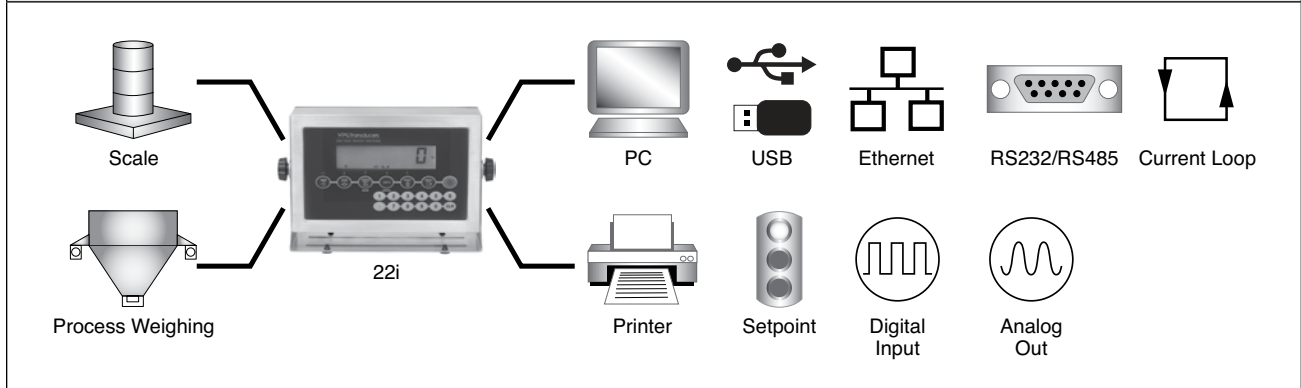 Scale
PC
USB
Ethernet
RS232/RS485
Current Loop
22i
Process Weighing
Printer
Setpoint
Digital
Input
Analog
Out